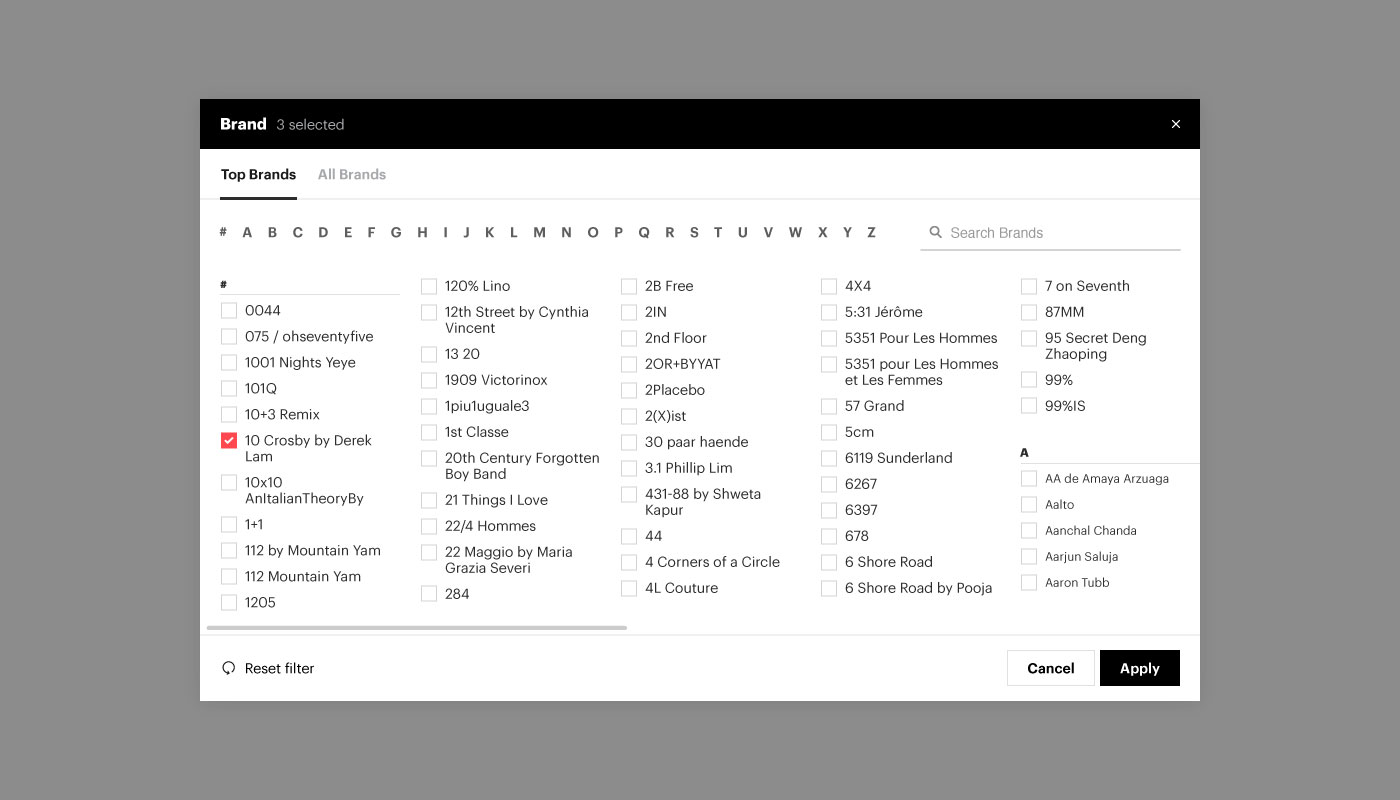 Brand 3 selected ×
Top Brands All Brands
# A B C D E F G H I J K L M N O P Q R S T U V W X Y Z
Search Brands
#
0044
075 / ohseventyfive
1001 Nights Yeye
101Q
10+3 Remix
10 Crosby by Derek
Lam
10x10
AnItalianTheoryBy
1+1
112 by Mountain Yam
112 Mountain Yam
1205
120% Lino
12th Street by Cynthia
Vincent
13 20
1909 Victorinox
1piu1uguale3
1st Classe
20th Century Forgotten
Boy Band
21 Things I Love
22/4 Hommes
22 Maggio by Maria
Grazia Severi
284
2B Free
2IN
2nd Floor
2OR+BYYAT
2Placebo
2(X)ist
30 paar haende
3.1 Phillip Lim
431-88 by Shweta
Kapur
44
4 Corners of a Circle
4L Couture
4X4
5:31 Jérôme
5351 Pour Les Hommes
5351 pour Les Hommes
et Les Femmes
57 Grand
5cm
6119 Sunderland
6267
6397
678
6 Shore Road
6 Shore Road by Pooja
7 on Seventh
87MM
95 Secret Deng
Zhaoping
99%
99%IS
A
AA de Amaya Arzuaga
Aalto
Aanchal Chanda
Aarjun Saluja
Aaron Tubb
Reset filter
Cancel Apply